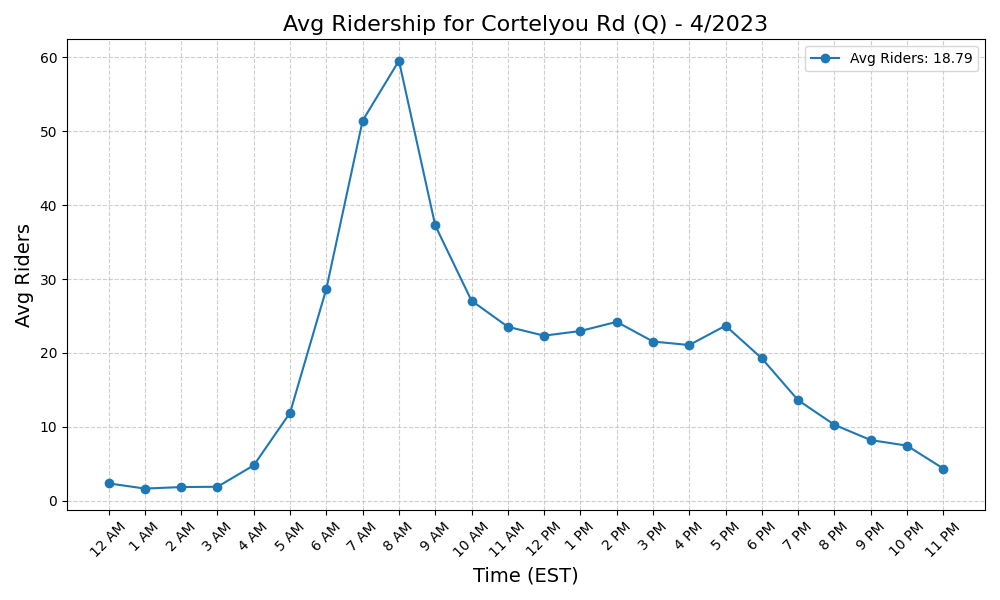 Avg Ridership for Cortelyou Rd (Q) - 4/2023
Avg Riders: 18.79
Avg Riders
60
50
40
30
20
10
0
12 AM
1 AM
2 AM
3 AM
4 AM
5 AM
6 AM
7 AM
8 AM
9 AM
10 AM
11 AM
12 PM
1 PM
2 PM
3 PM
4 PM
5 PM
6 PM
7 PM
8 PM
9 PM
10 PM
11 PM
Time (EST)